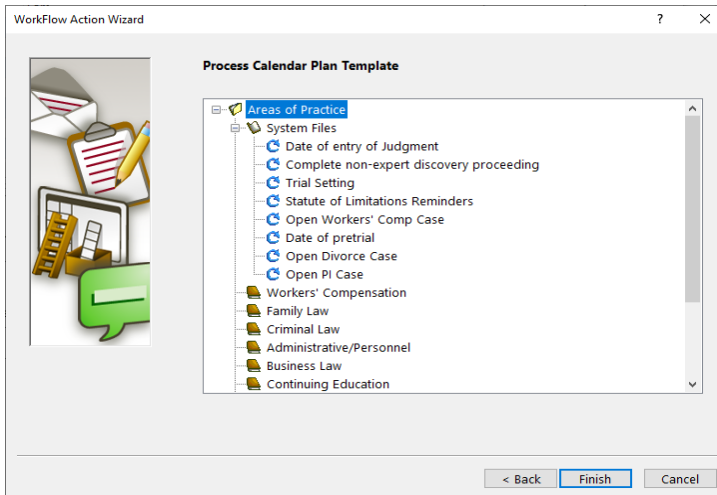 WorkFlow Action Wizard
?
Process Calendar Plan Template
Areas of Practice
System Files
Date of entry of Judgment
Complete non-expert discovery proceeding
Trial Setting
Statute of Limitations Reminders
Open Workers' Comp Case
Date of pretrial
Open Divorce Case
Open PI Case
Workers' Compensation
Family Law
Criminal Law
Administrative/Personnel
Business Law
Continuing Education
< Back Finish Cancel